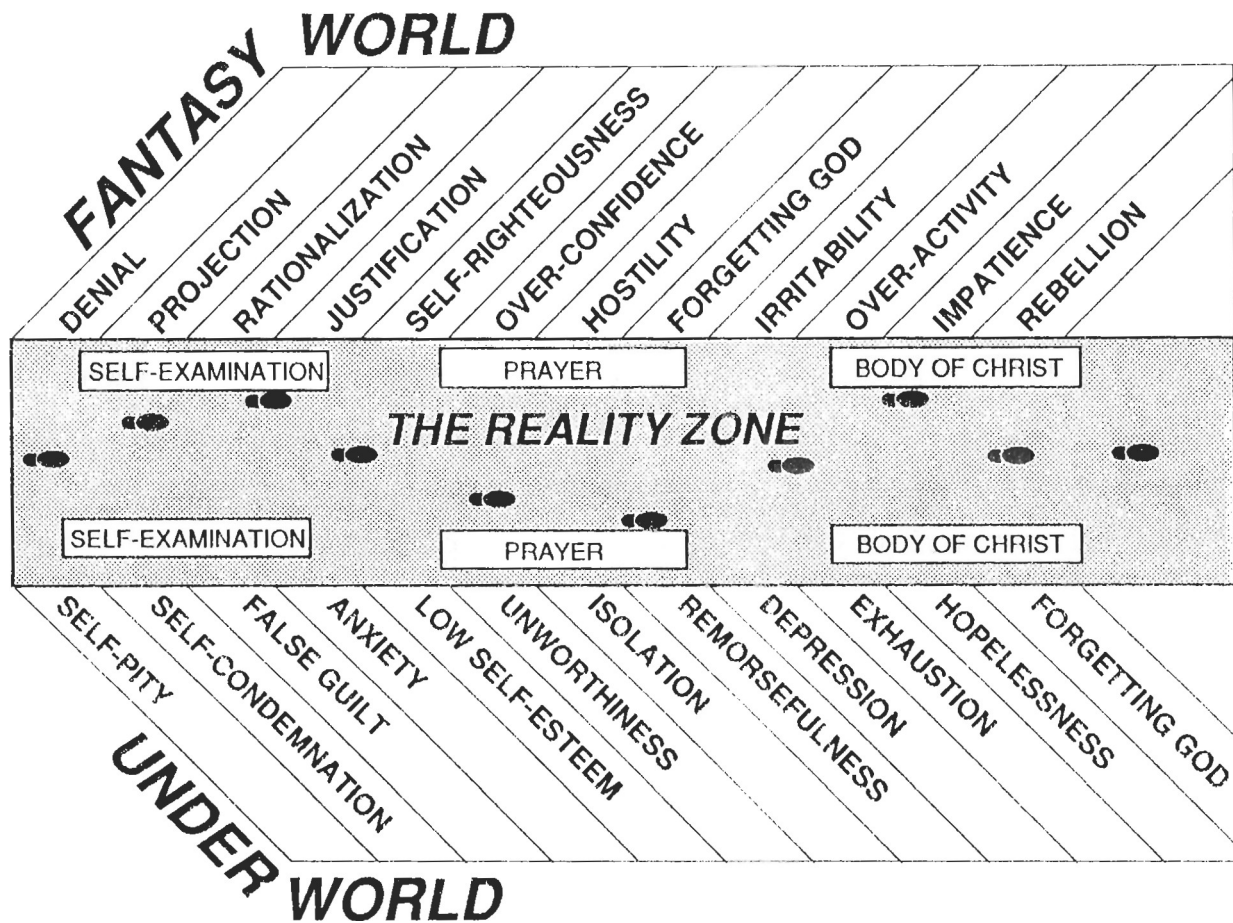 FANTASY WORLD
DENIAL
PROJECTION
RATIONALIZATION
JUSTIFICATION
SELF-RIGHTEOUSNESS
OVER-CONFIDENCE
HOSTILITY
FORGETTING GOD
IRRITABILITY
OVER-ACTIVITY
IMPATIENCE
REBELLION
SELF-EXAMINATION
PRAYER
BODY OF CHRIST
THE REALITY ZONE
SELF-EXAMINATION
PRAYER
BODY OF CHRIST
SELF-PITY
SELF-CONDEMNATION
FALSE GUILT
ANXIETY
LOW SELF-ESTEEM
UNWORTHINESS
ISOLATION
REMORSEFULNESS
DEPRESSION
EXHAUSTION
HOPELESSNESS
FORGETTING GOD
UNDER WORLD